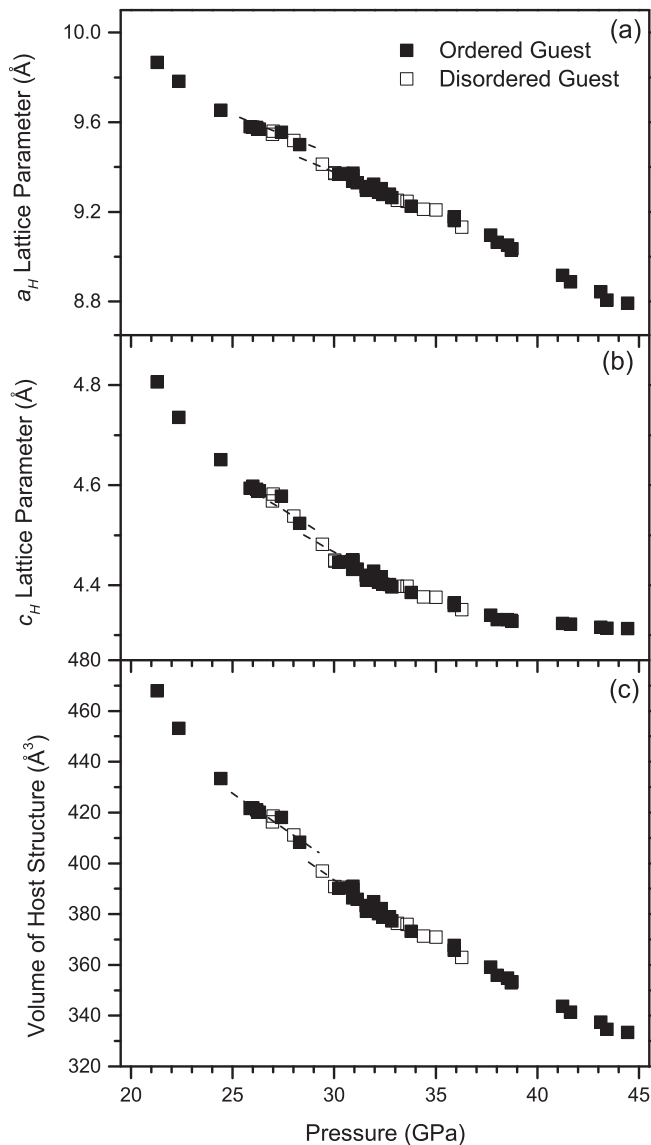 (a)
Ordered Guest
Disordered Guest
10.0
9.6
9.2
8.8
a_H Lattice Parameter (Å)
(b)
4.8
4.6
4.4
c_H Lattice Parameter (Å)
(c)
480
460
440
420
400
380
360
340
320
Volume of Host Structure (Å³)
20 25 30 35 40 45
Pressure (GPa)